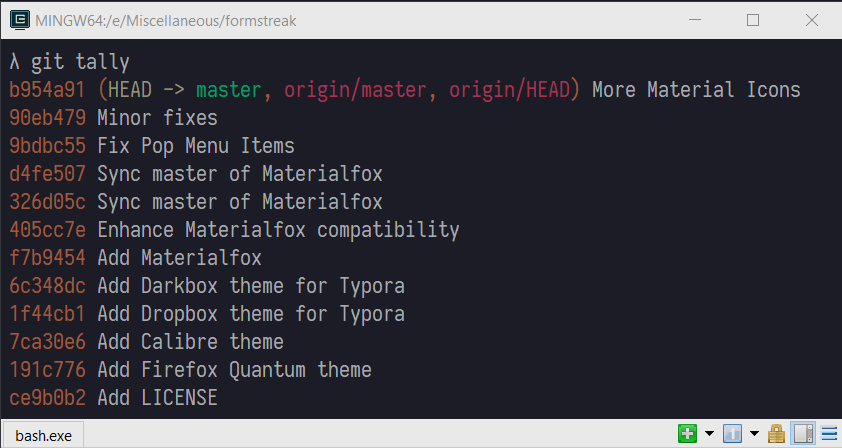 MINGW64:/e/Miscellaneous/formstreak
λ git tally
b954a91 (HEAD -> master, origin/master, origin/HEAD) More Material Icons
90eb479 Minor fixes
9bdbc55 Fix Pop Menu Items
d4fe507 Sync master of Materialfox
326d05c Sync master of Materialfox
405cc7e Enhance Materialfox compatibility
f7b9454 Add Materialfox
6c348dc Add Darkbox theme for Typora
1f44cb1 Add Dropbox theme for Typora
7ca30e6 Add Calibre theme
191c776 Add Firefox Quantum theme
ce9b0b2 Add LICENSE
bash.exe